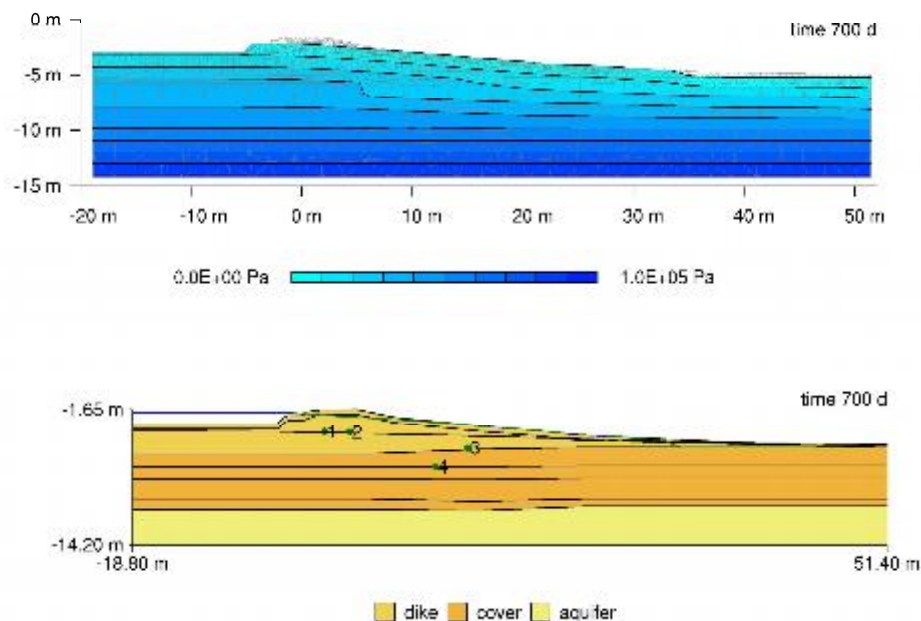 0 m
time 700 d
-5 m
-10 m
-15 m
-20 m -10 m 0 m 10 m 20 m 30 m 40 m 50 m
0.0E+00 Pa 1.0E+05 Pa
time 700 d
-1.65 m
1 2
3
4
-14.20 m
-18.80 m 51.40 m
dike cover aquifer